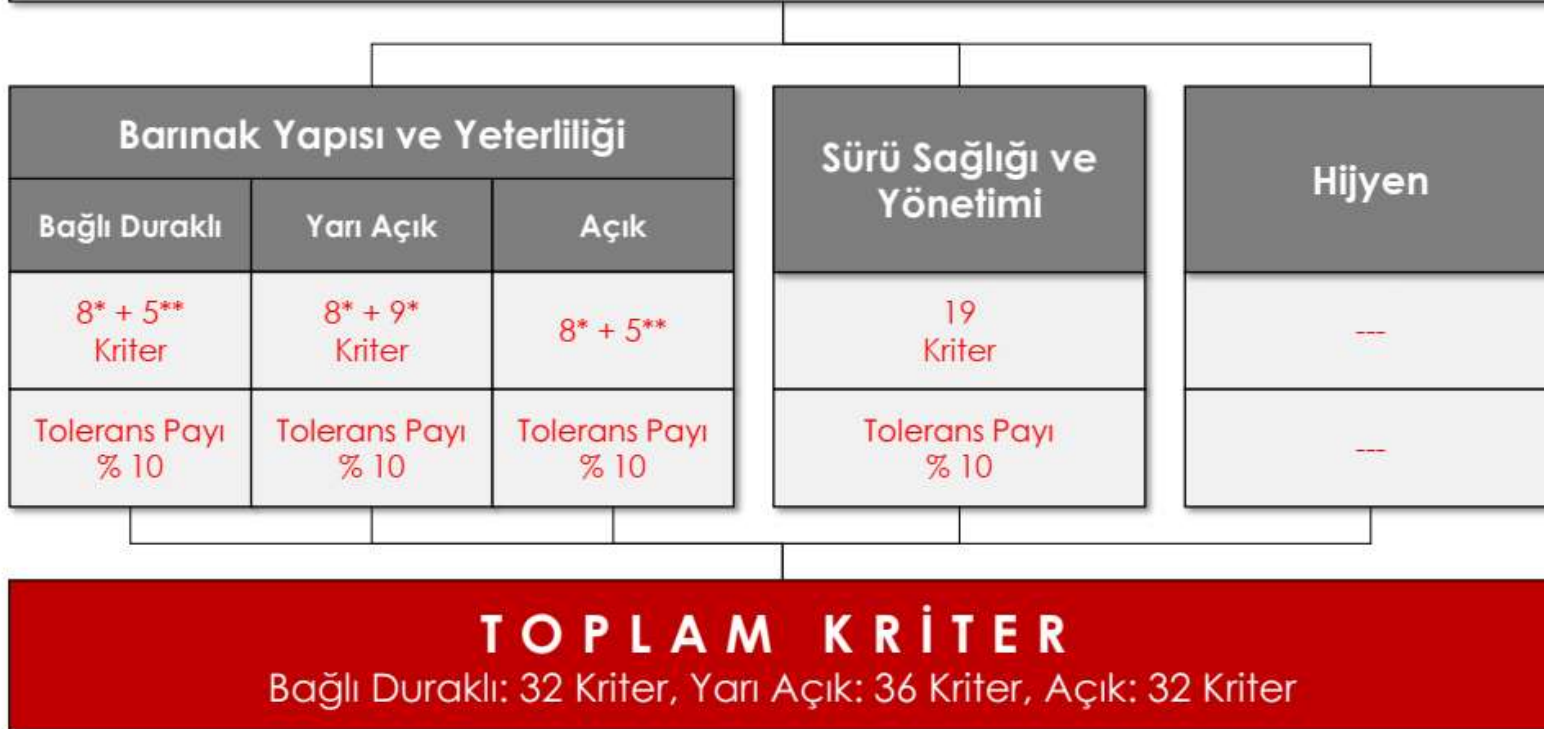 Barınak Yapısı ve Yeterliliği
Bağlı Duraklı
Yarı Açık
Açık
8* + 5**
Kriter
8* + 9*
Kriter
8* + 5**
Tolerans Payı
% 10
Tolerans Payı
% 10
Tolerans Payı
% 10
Sürü Sağlığı ve
Yönetimi
19
Kriter
Tolerans Payı
% 10
Hijyen
---
---
TOPLAM KRİTER
Bağlı Duraklı: 32 Kriter, Yarı Açık: 36 Kriter, Açık: 32 Kriter